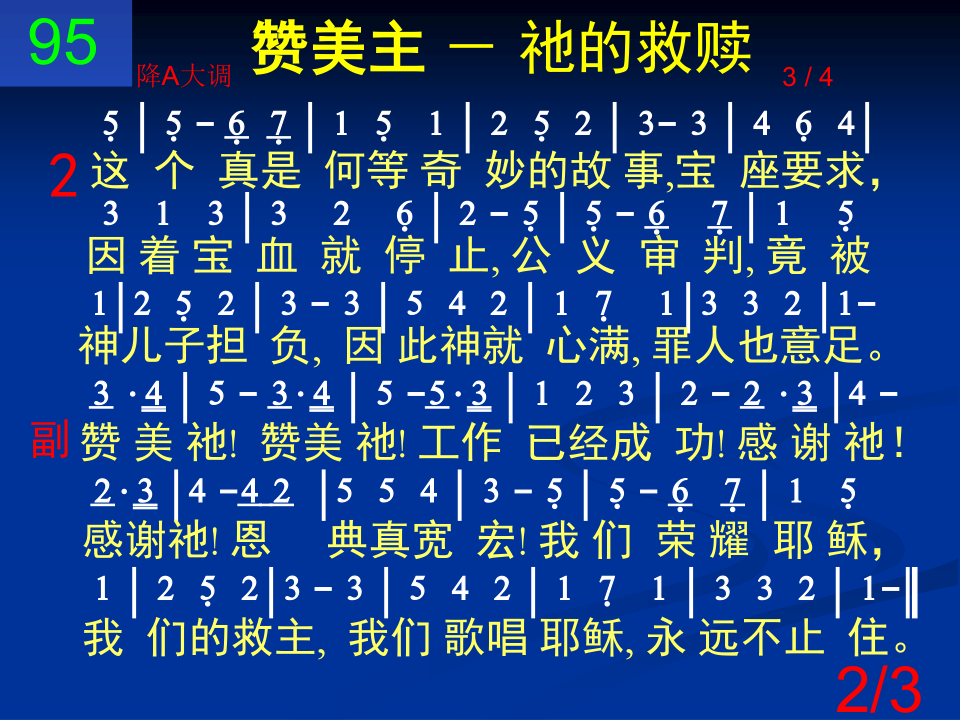 95
赞美主 － 祂的救赎
降A大调 3 / 4
5̣ | 5̣ - 6̣ 7̣ | 1 5̣ 1 | 2 5̣ 2 | 3- 3 | 4 6̣ 4 |
2 这 个 真是 何等 奇 妙的故 事,宝 座要求，
3 1 3 | 3 2 6̣ | 2 - 5̣ | 5̣ - 6̣ 7̣ | 1 5̣
因 着 宝 血 就 停 止, 公 义 审 判, 竟 被
1 | 2 5̣ 2 | 3 - 3 | 5 4 2 | 1 7̣ 1 | 3 3 2 | 1-
神儿子担 负, 因 此神就 心满, 罪人也意足。
3 · 4 | 5 - 3 · 4 | 5 -5 · 3 | 1 2 3 | 2 - 2 · 3 | 4 -
副 赞 美 祂! 赞美 祂! 工作 已经成 功! 感 谢 祂！
2 · 3 | 4 -4 2 | 5 5 4 | 3 - 5̣ | 5̣ - 6̣ 7̣ | 1 5̣
感谢祂! 恩 典真宽 宏! 我 们 荣 耀 耶 稣，
1 | 2 5̣ 2 | 3 - 3 | 5 4 2 | 1 7̣ 1 | 3 3 2 | 1- ‖
我 们的救主, 我们 歌唱 耶稣, 永 远不止 住。
2/3